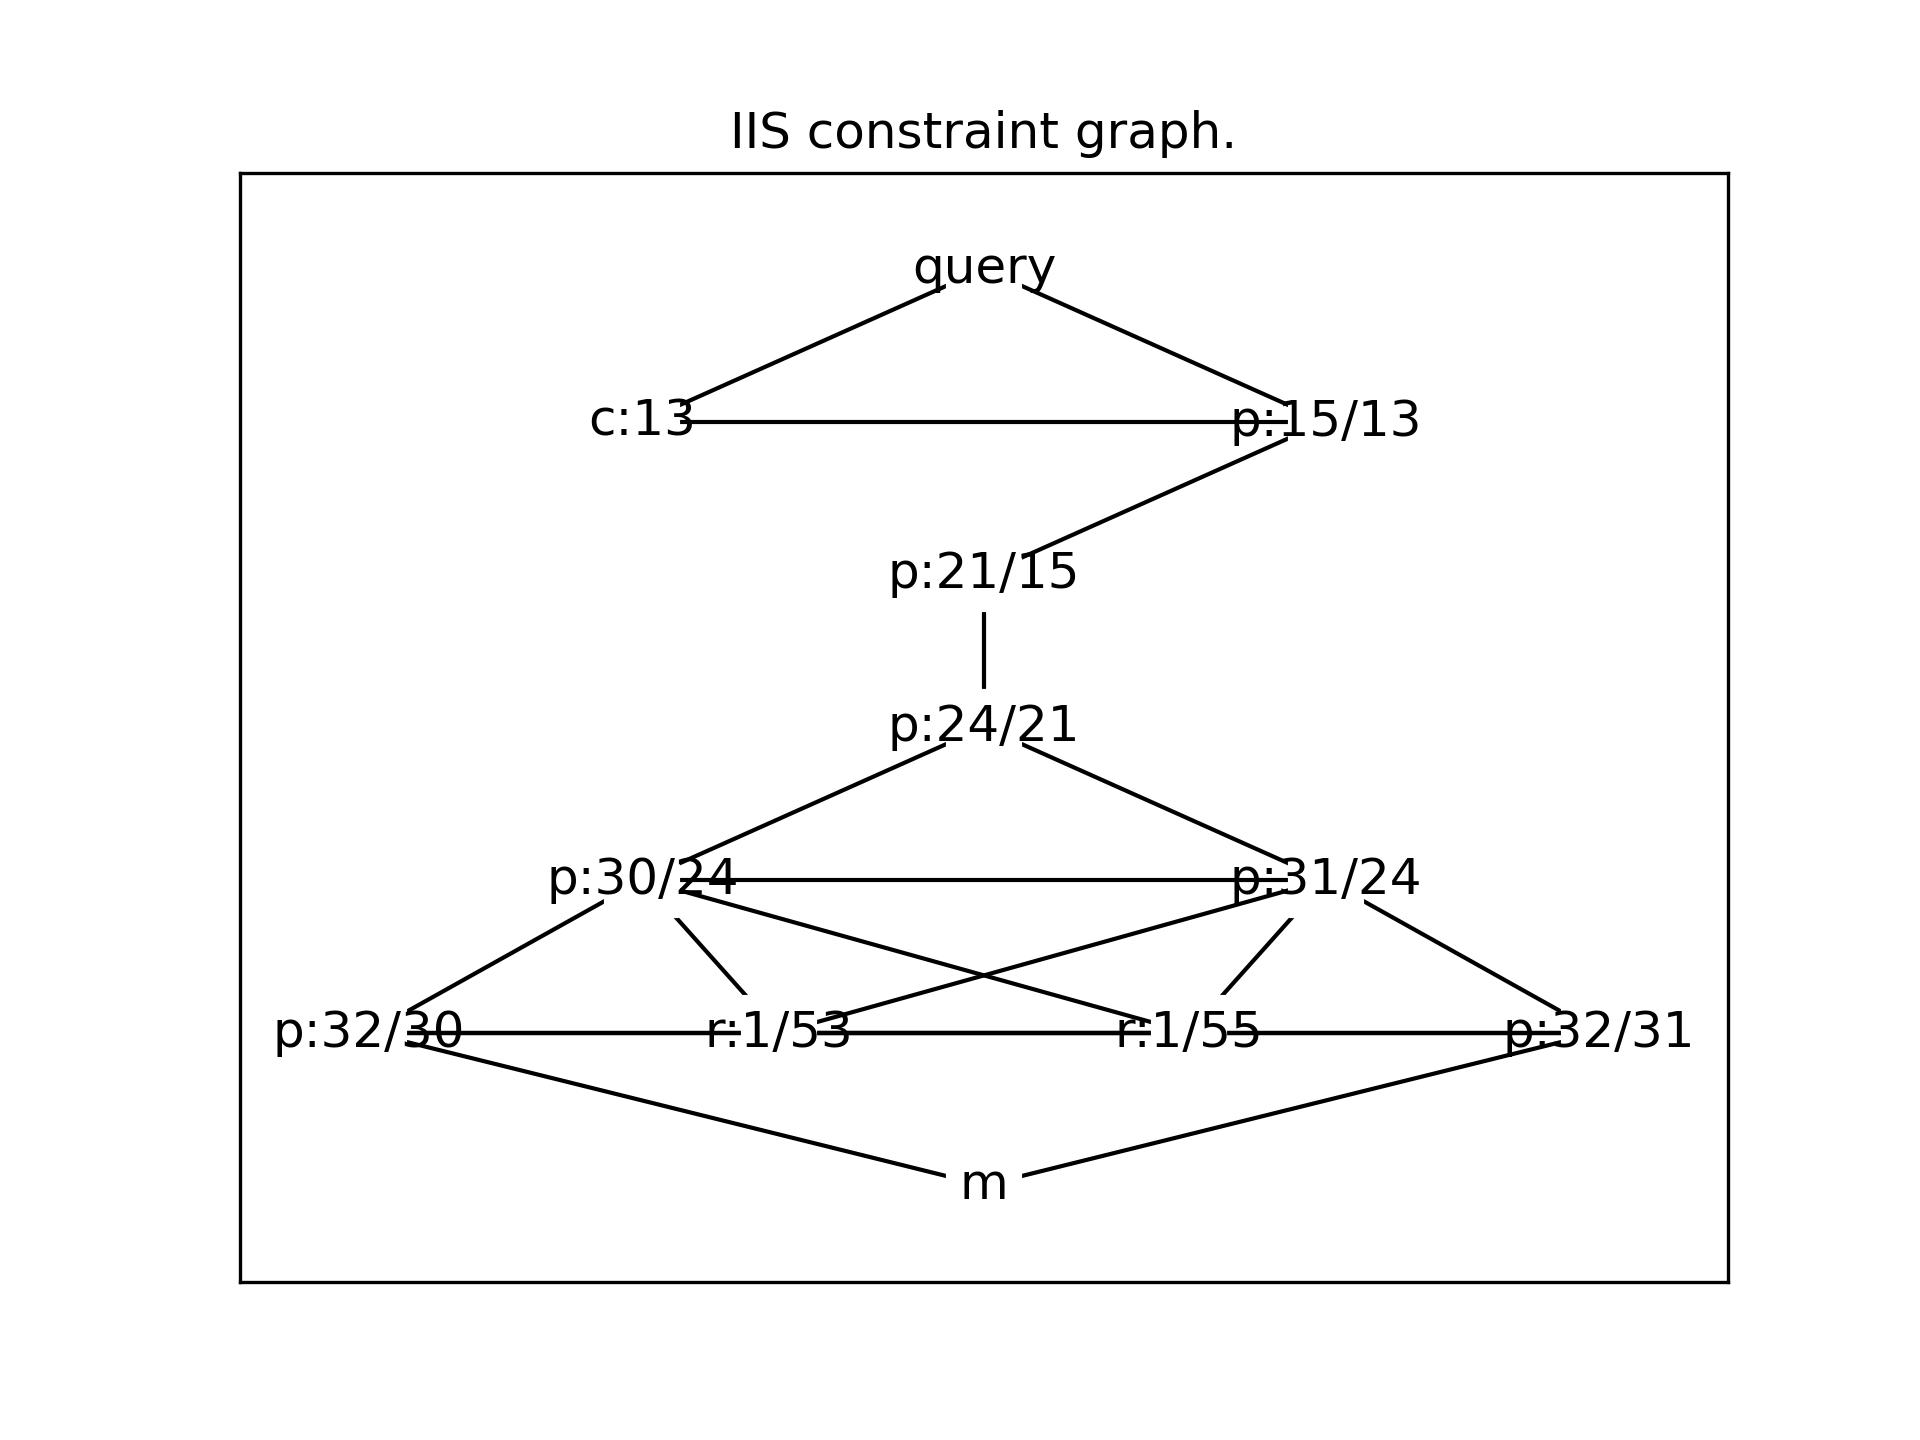 IIS constraint graph.
query
c:13 p:15/13
p:21/15
p:24/21
p:30/24 p:31/24
p:32/30 r:1/53 r:1/55 p:32/31
m